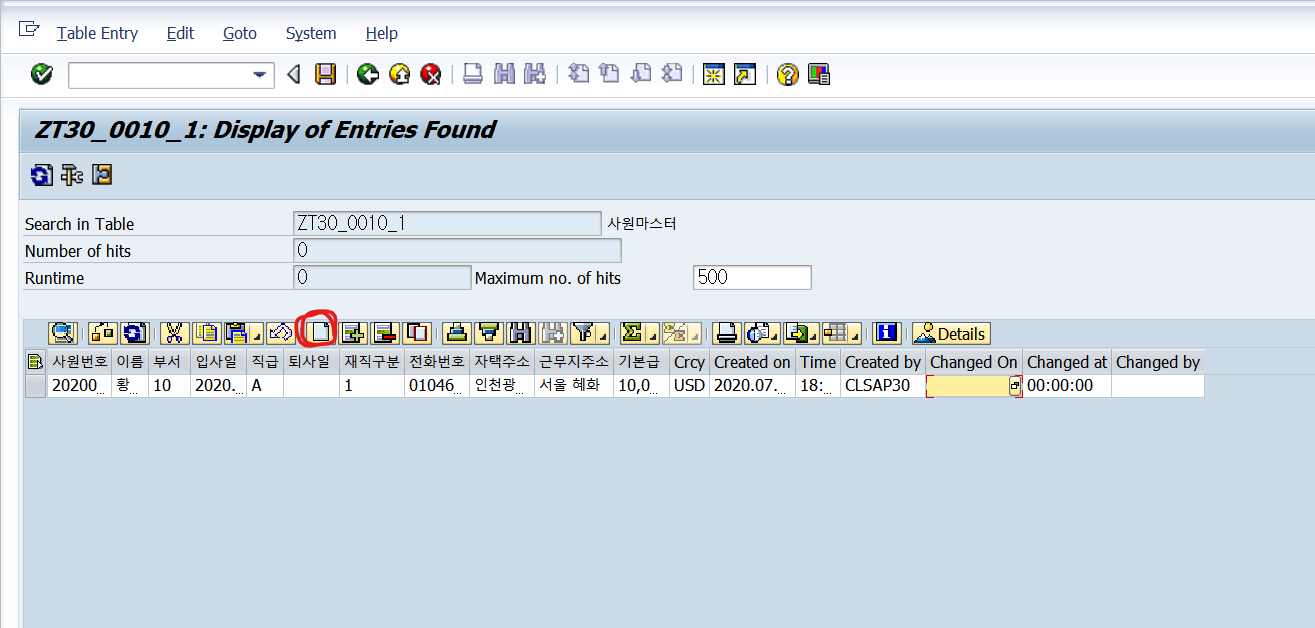 Table Entry Edit Goto System Help
ZT30_0010_1: Display of Entries Found
Search in Table ZT30_0010_1 사원마스터
Number of hits 0
Runtime 0 Maximum no. of hits 500
Details
사원번호 이름 부서 입사일 직급 퇴사일 재직구분 전화번호 자택주소 근무지주소 기본급 Crcy Created on Time Created by Changed On Changed at Changed by
20200... 황... 10 2020.... A 1 01046... 인천광... 서울 혜화 10,0... USD 2020.07.... 18:... CLSAP30 00:00:00